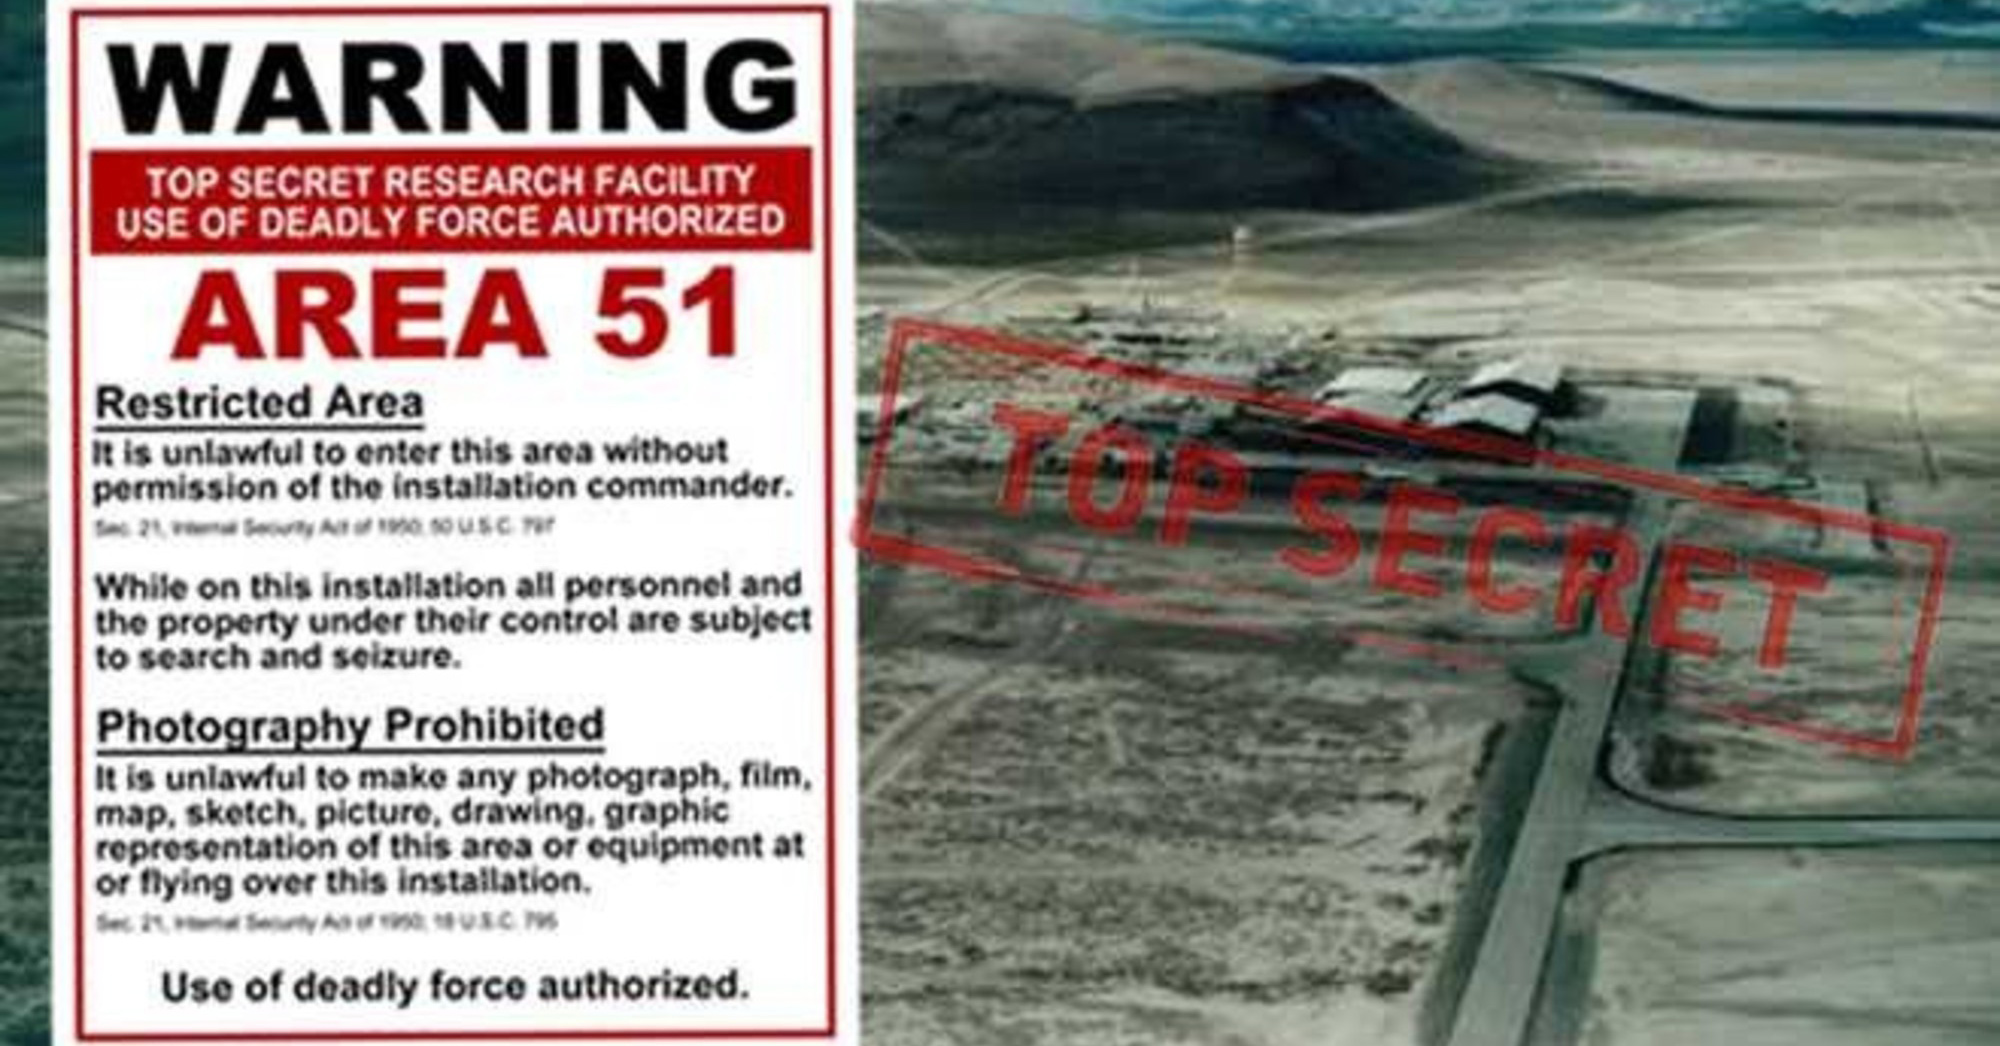 WARNING
TOP SECRET RESEARCH FACILITY
USE OF DEADLY FORCE AUTHORIZED
AREA 51
Restricted Area
It is unlawful to enter this area without
permission of the installation commander.
Sec. 21, Internal Security Act of 1950; 50 U.S.C. 797
While on this installation all personnel and
the property under their control are subject
to search and seizure.
Photography Prohibited
It is unlawful to make any photograph, film,
map, sketch, picture, drawing, graphic
representation of this area or equipment at
or flying over this installation.
Sec. 21, Internal Security Act of 1950; 18 U.S.C. 795
Use of deadly force authorized.
TOP SECRET